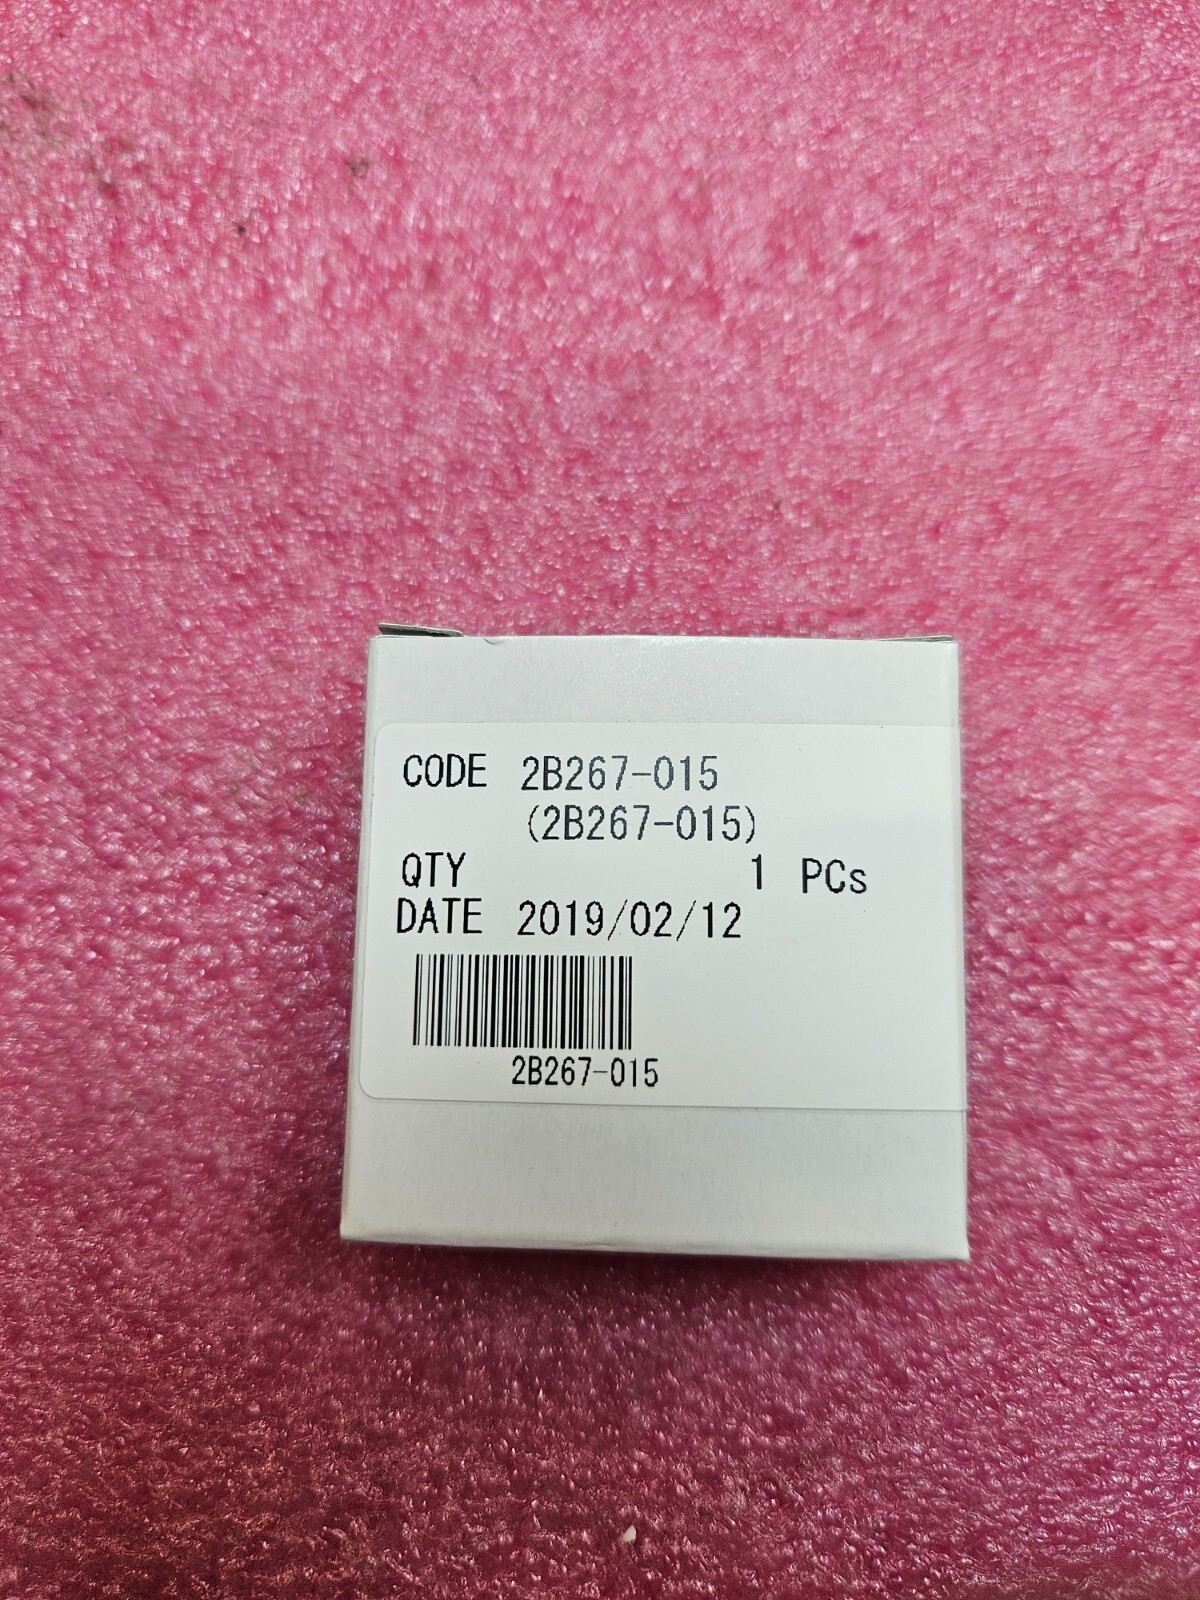 CODE 2B267-015
(2B267-015)
QTY 1 PCs
DATE 2019/02/12
2B267-015